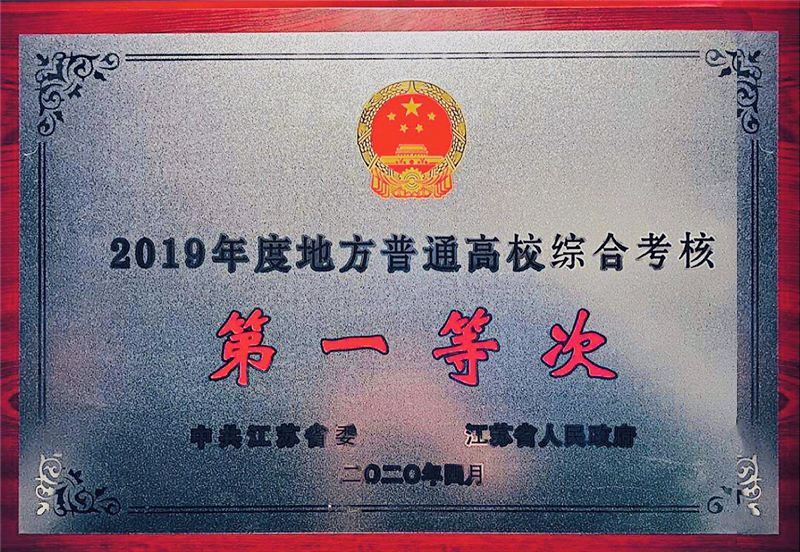 2019年度地方普通高校综合考核
第一等次
中共江苏省委 江苏省人民政府
二〇二〇年四月